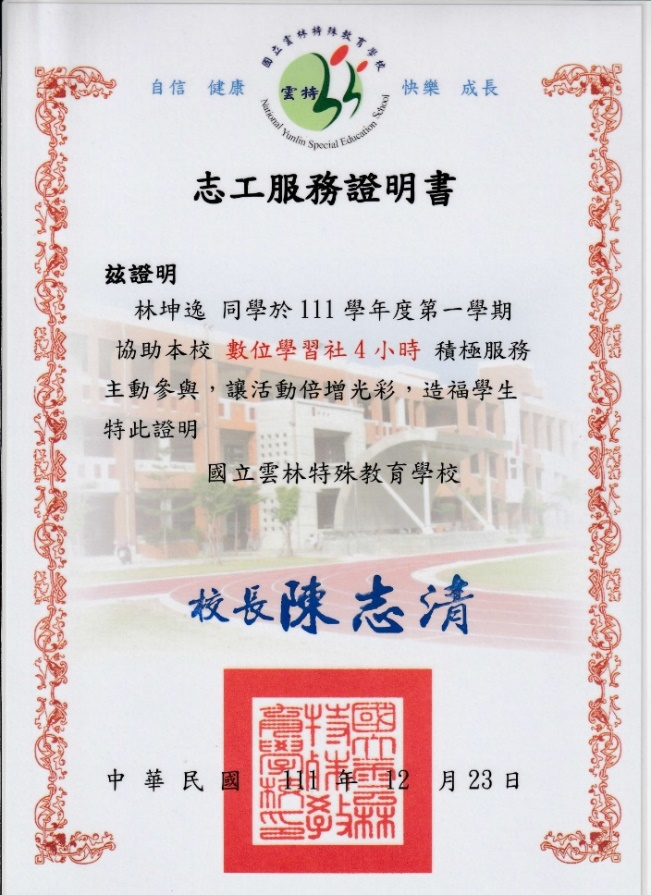 國立雲林特殊教育學校
自信 健康 雲特 快樂 成長
National Yunlin Special Education School
志工服務證明書
茲證明
林坤逸 同學於 111 學年度第一學期
協助本校 數位學習社 4 小時 積極服務
主動參與，讓活動倍增光彩，造福學生
特此證明
國立雲林特殊教育學校
校長陳志清
國立雲林特殊教育學校印
中華民國 111 年 12 月 23 日